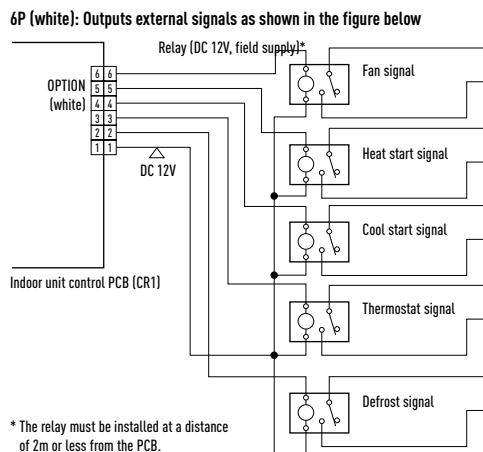 6P (white): Outputs external signals as shown in the figure below
Relay (DC 12V, field supply)*
Fan signal
OPTION
(white)
6 6
5 5
4 4
3 3
2 2
1 1
DC 12V
Heat start signal
Cool start signal
Indoor unit control PCB (CR1)
Thermostat signal
Defrost signal
* The relay must be installed at a distance
of 2m or less from the PCB.